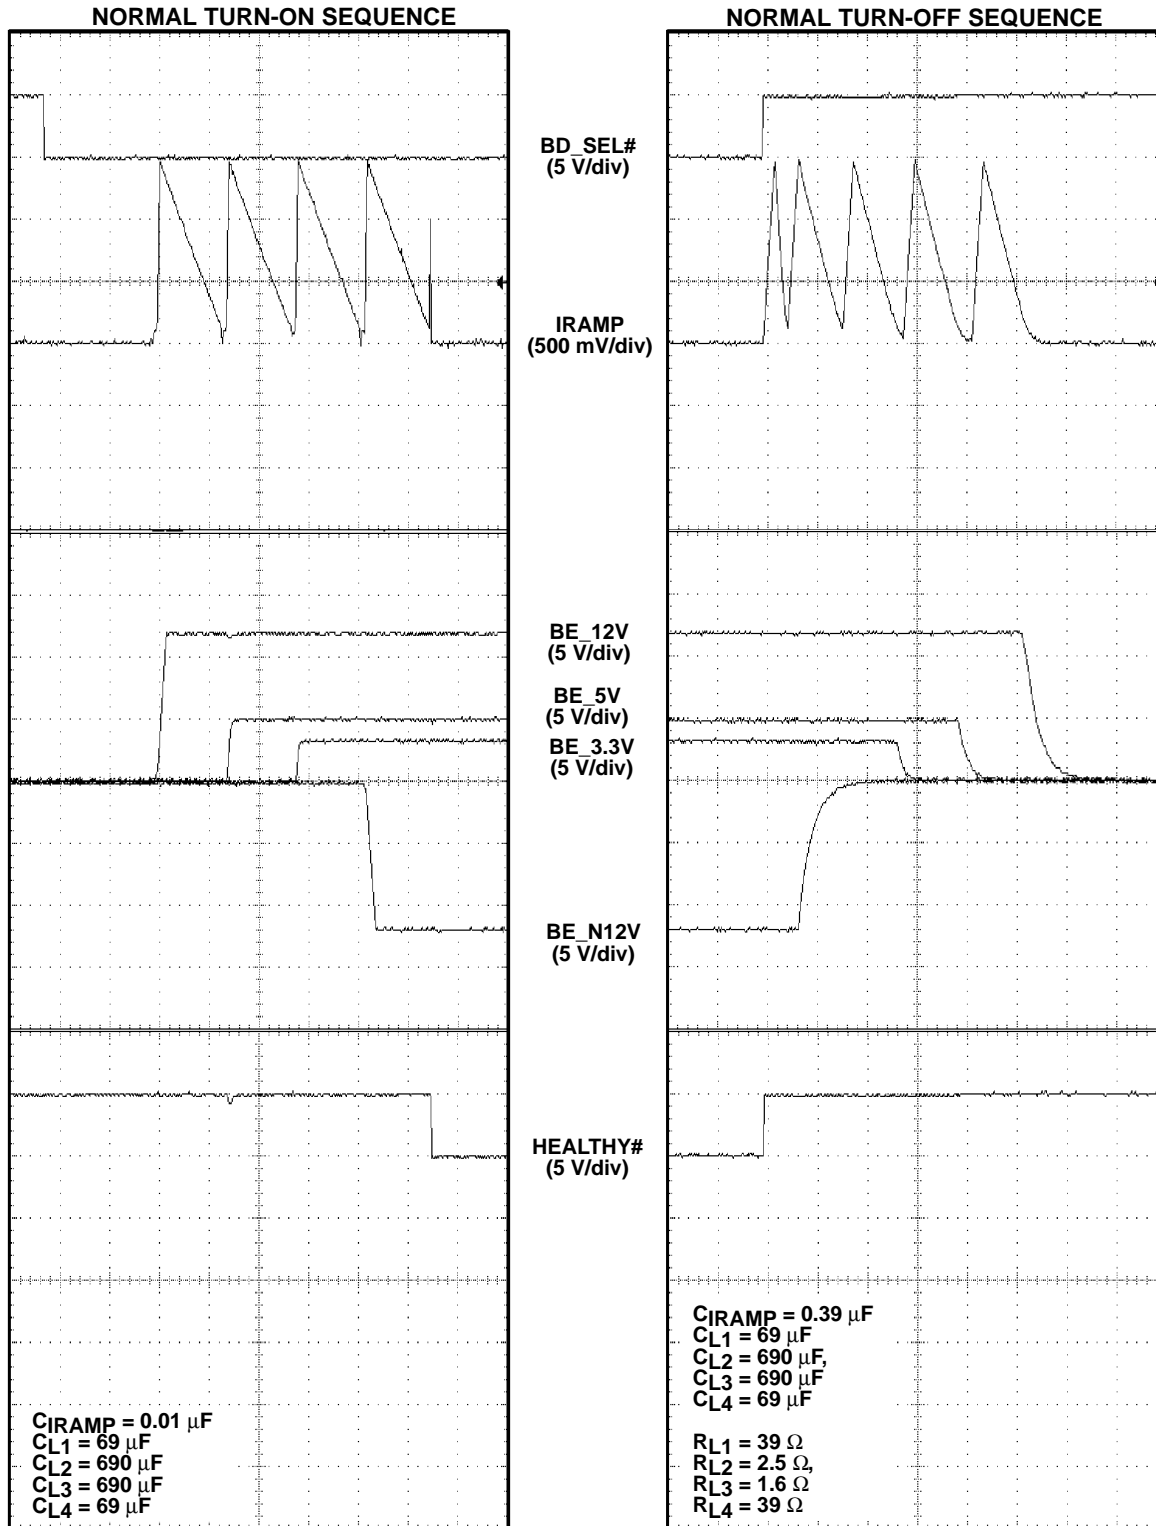 NORMAL TURN-ON SEQUENCE
NORMAL TURN-OFF SEQUENCE
BD_SEL#
(5 V/div)
IRAMP
(500 mV/div)
BE_12V
(5 V/div)
BE_5V
(5 V/div)
BE_3.3V
(5 V/div)
BE_N12V
(5 V/div)
HEALTHY#
(5 V/div)
CIRAMP = 0.01 μF
CL1 = 69 μF
CL2 = 690 μF
CL3 = 690 μF
CL4 = 69 μF
CIRAMP = 0.39 μF
CL1 = 69 μF
CL2 = 690 μF,
CL3 = 690 μF
CL4 = 69 μF
RL1 = 39 Ω
RL2 = 2.5 Ω,
RL3 = 1.6 Ω
RL4 = 39 Ω